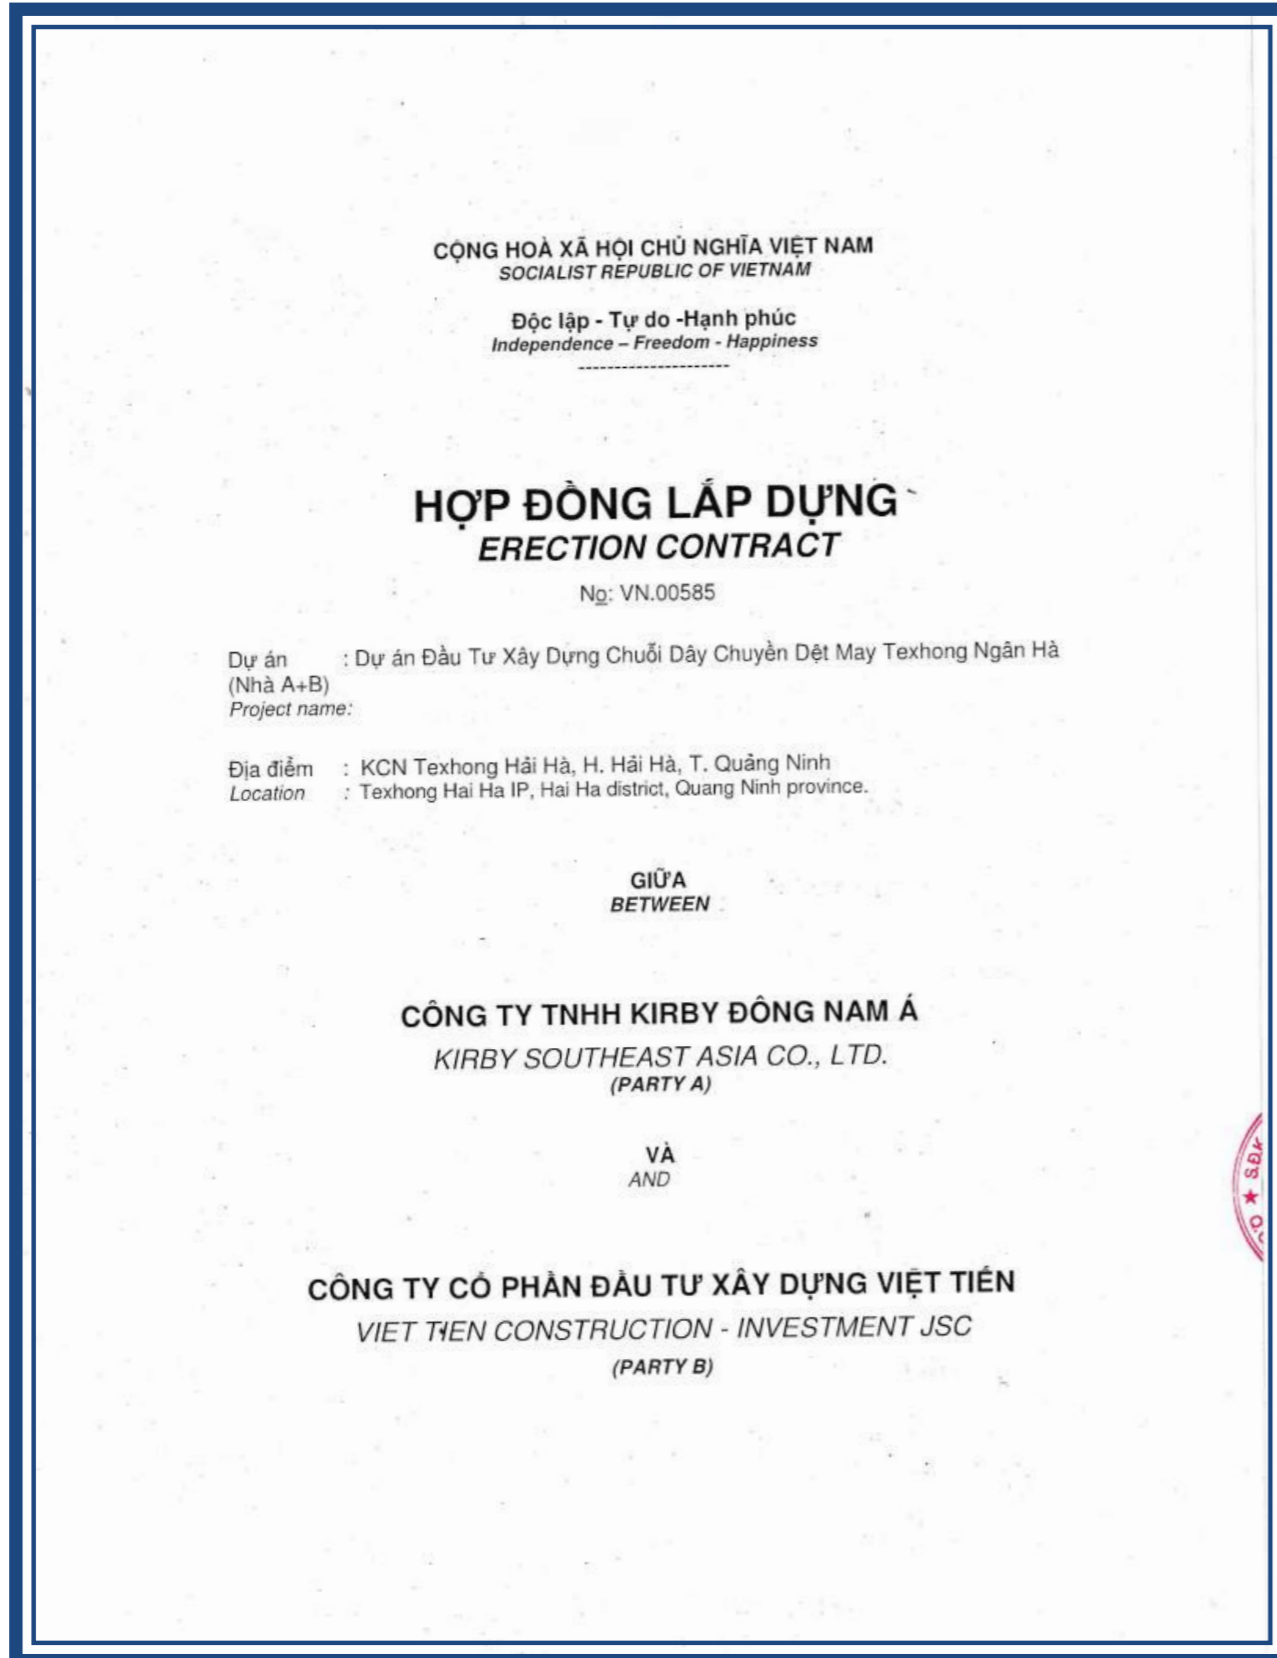 CỘNG HOÀ XÃ HỘI CHỦ NGHĨA VIỆT NAM
SOCIALIST REPUBLIC OF VIETNAM
Độc lập - Tự do -Hạnh phúc
Independence – Freedom - Happiness
---------------------
HỢP ĐỒNG LẮP DỰNG
ERECTION CONTRACT
No: VN.00585
Dự án : Dự án Đầu Tư Xây Dựng Chuỗi Dây Chuyền Dệt May Texhong Ngân Hà
(Nhà A+B)
Project name:
Địa điểm : KCN Texhong Hải Hà, H. Hải Hà, T. Quảng Ninh
Location : Texhong Hai Ha IP, Hai Ha district, Quang Ninh province.
GIỮA
BETWEEN
CÔNG TY TNHH KIRBY ĐÔNG NAM Á
KIRBY SOUTHEAST ASIA CO., LTD.
(PARTY A)
VÀ
AND
CÔNG TY CỔ PHẦN ĐẦU TƯ XÂY DỰNG VIỆT TIẾN
VIET TIEN CONSTRUCTION - INVESTMENT JSC
(PARTY B)
S.ĐK